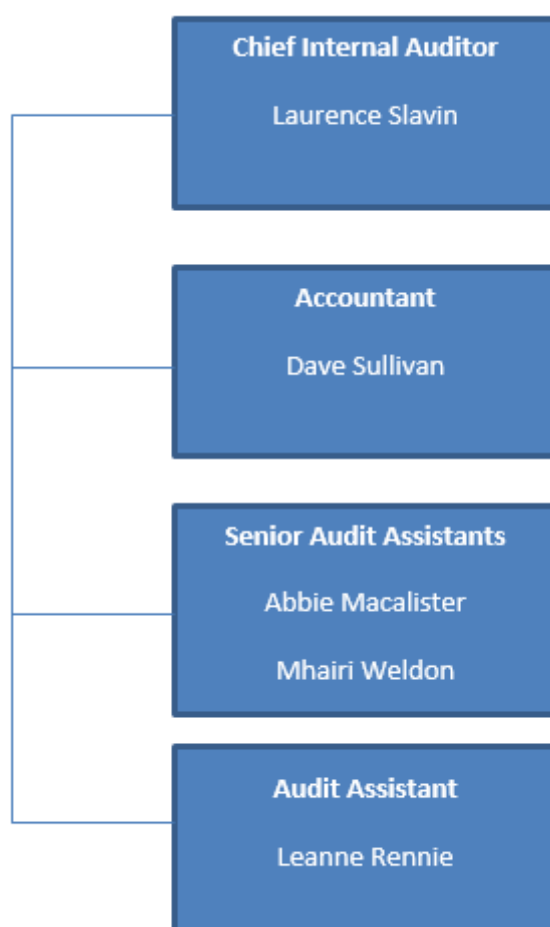 Chief Internal Auditor
Laurence Slavin
Accountant
Dave Sullivan
Senior Audit Assistants
Abbie Macalister
Mhairi Weldon
Audit Assistant
Leanne Rennie